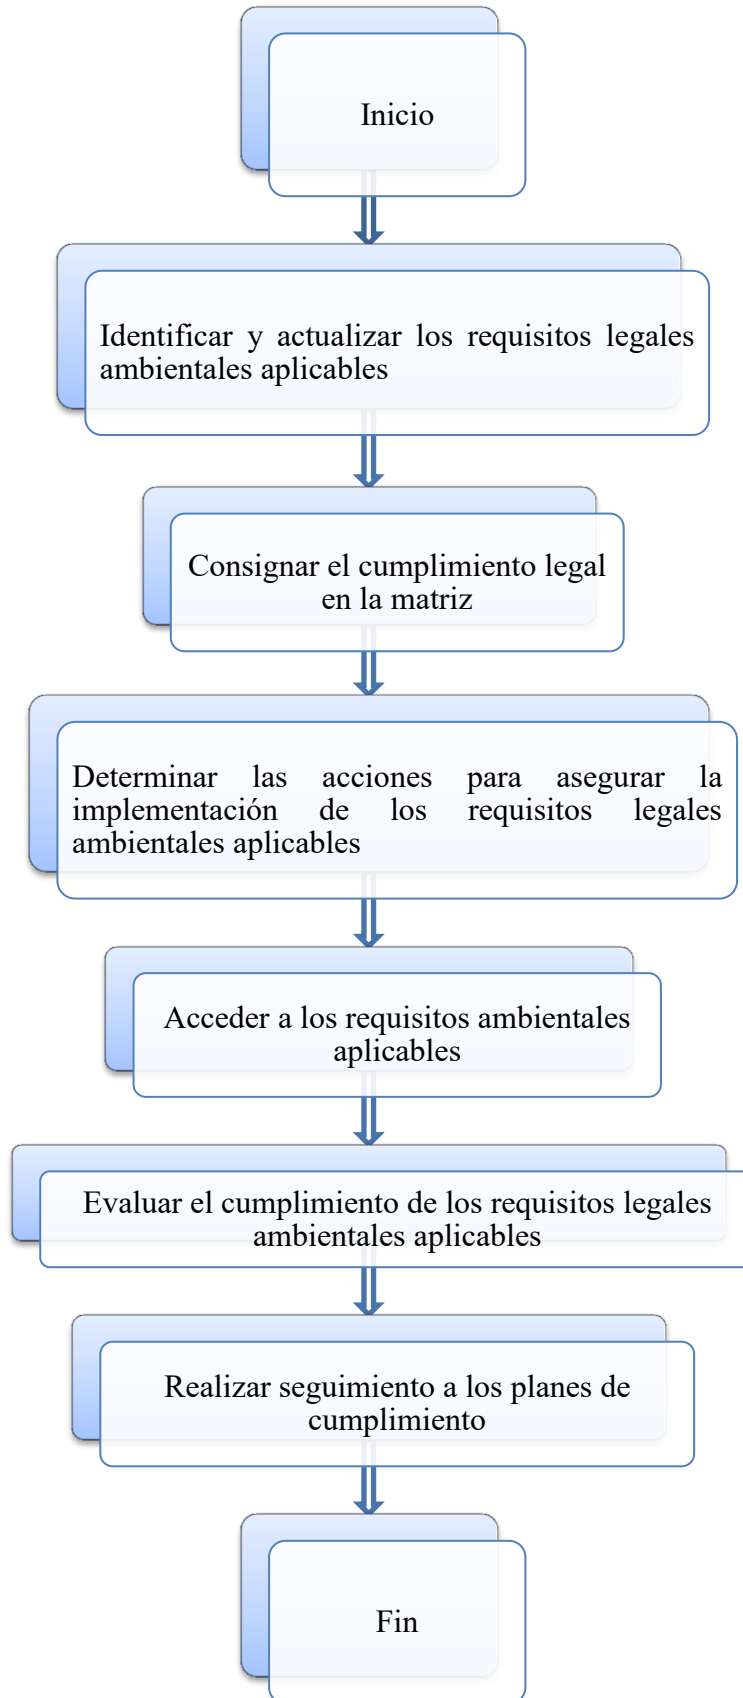 Inicio
Identificar y actualizar los requisitos legales
ambientales aplicables
Consignar el cumplimiento legal
en la matriz
Determinar las acciones para asegurar la
implementación de los requisitos legales
ambientales aplicables
Acceder a los requisitos ambientales
aplicables
Evaluar el cumplimiento de los requisitos legales
ambientales aplicables
Realizar seguimiento a los planes de
cumplimiento
Fin